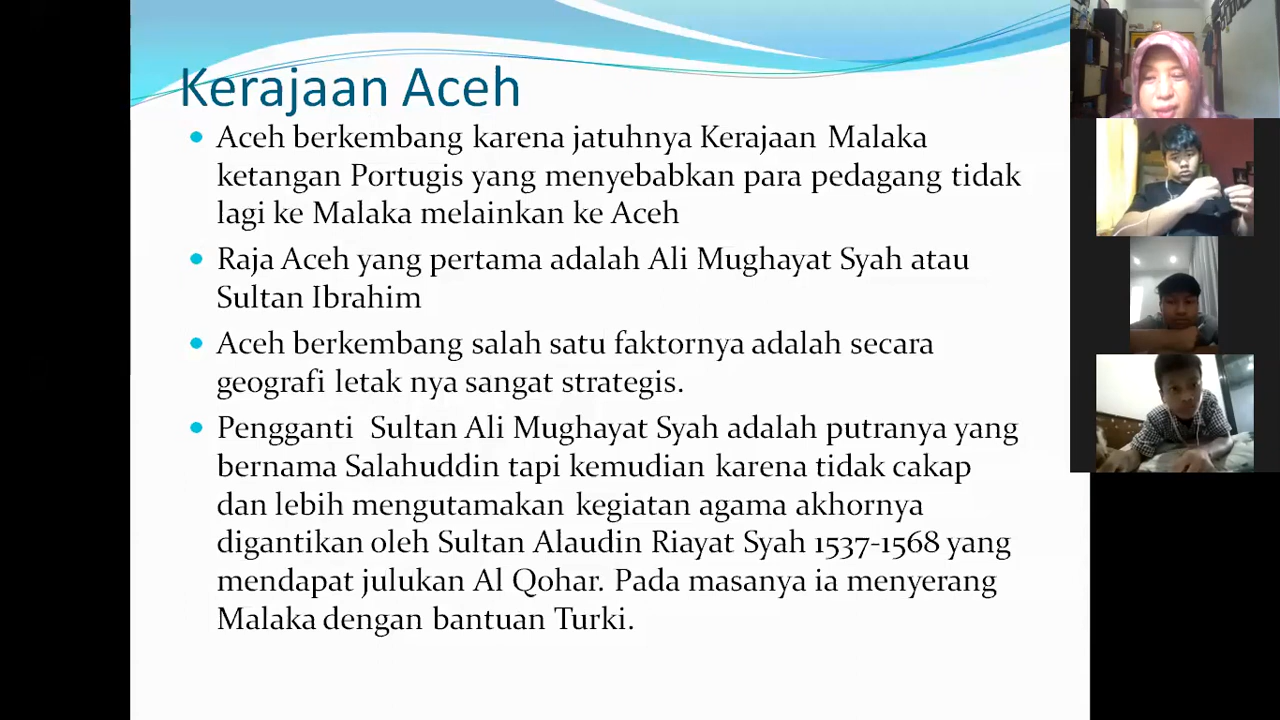 Kerajaan Aceh
Aceh berkembang karena jatuhnya Kerajaan Malaka
ketangan Portugis yang menyebabkan para pedagang tidak
lagi ke Malaka melainkan ke Aceh
Raja Aceh yang pertama adalah Ali Mughayat Syah atau
Sultan Ibrahim
Aceh berkembang salah satu faktornya adalah secara
geografi letak nya sangat strategis.
Pengganti Sultan Ali Mughayat Syah adalah putranya yang
bernama Salahuddin tapi kemudian karena tidak cakap
dan lebih mengutamakan kegiatan agama akhornya
digantikan oleh Sultan Alaudin Riayat Syah 1537-1568 yang
mendapat julukan Al Qohar. Pada masanya ia menyerang
Malaka dengan bantuan Turki.